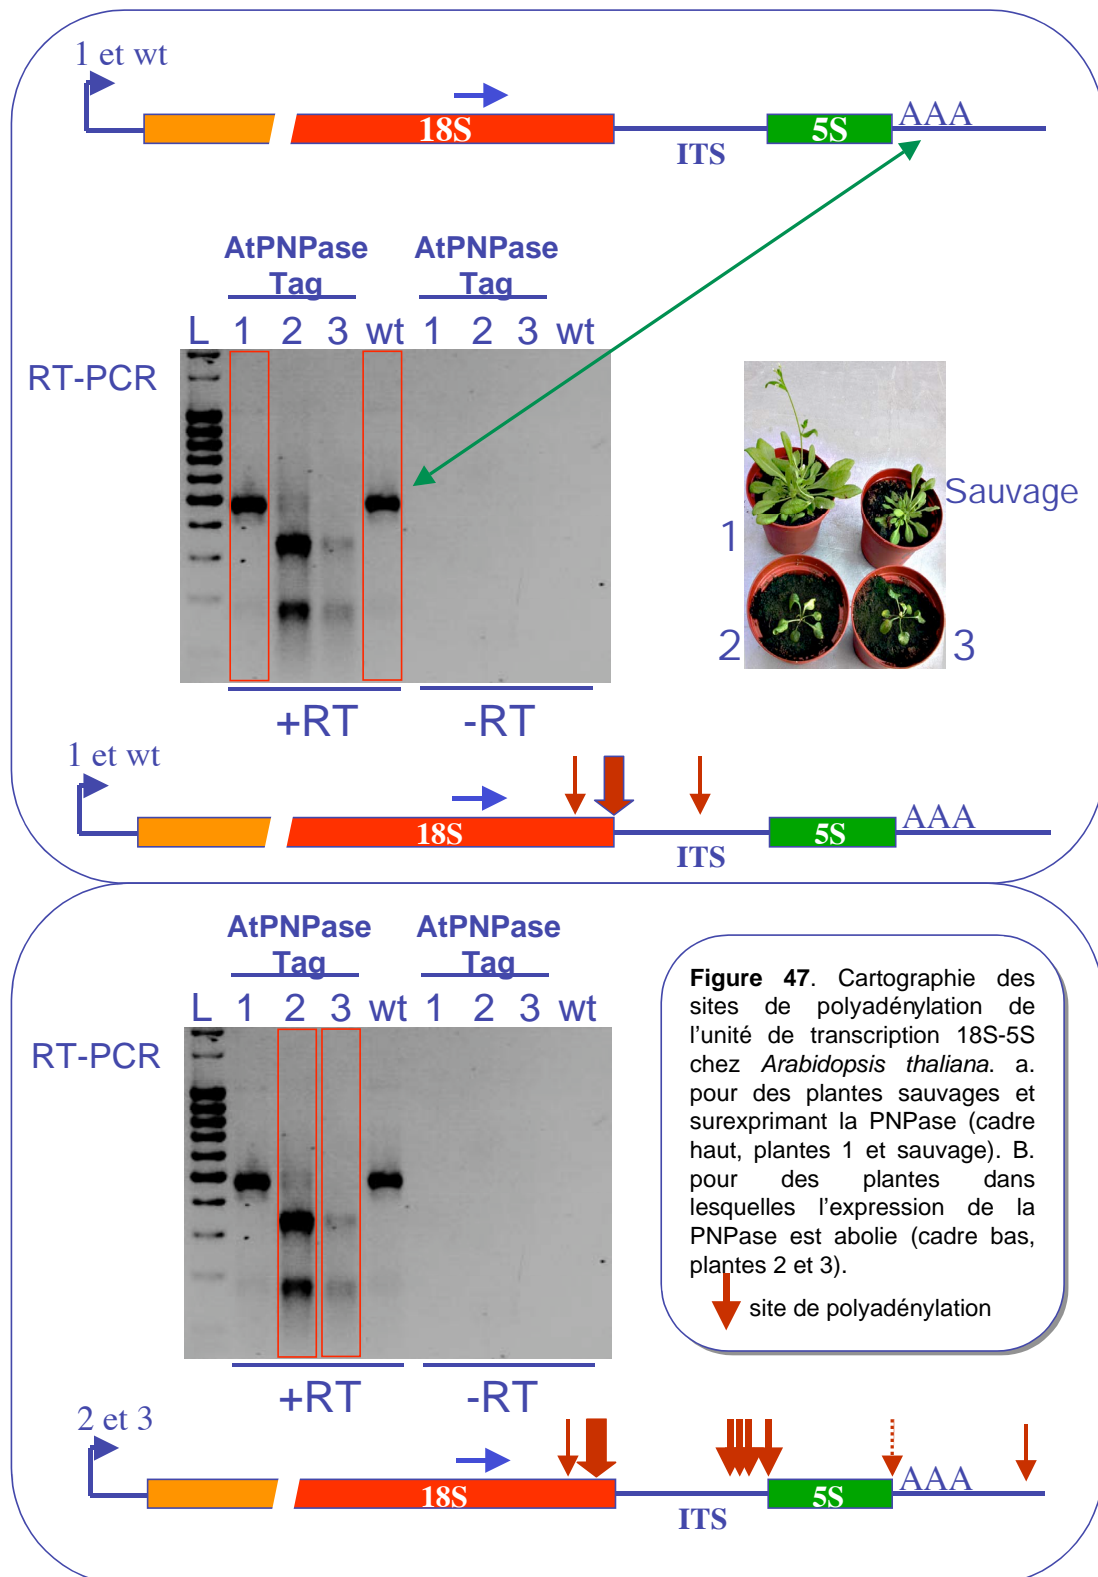 1 et wt
18S
ITS
5S
AAA
AtPNPase
Tag
AtPNPase
Tag
L 1 2 3 wt 1 2 3 wt
RT-PCR
Sauvage
1
2
3
+RT
-RT
1 et wt
18S
ITS
5S
AAA
AtPNPase
Tag
AtPNPase
Tag
L 1 2 3 wt 1 2 3 wt
RT-PCR
+RT
-RT
Figure 47. Cartographie des
sites de polyadénylation de
l'unité de transcription 18S-5S
chez Arabidopsis thaliana. a.
pour des plantes sauvages et
surexprimant la PNPase (cadre
haut, plantes 1 et sauvage). B.
pour des plantes dans
lesquelles l'expression de la
PNPase est abolie (cadre bas,
plantes 2 et 3).
site de polyadénylation
2 et 3
18S
ITS
5S
AAA